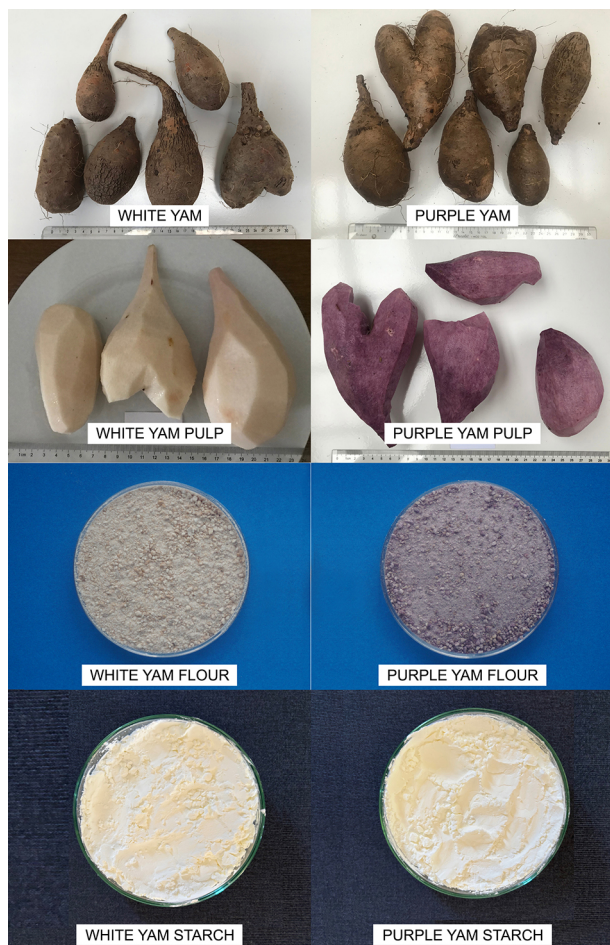 WHITE YAM
PURPLE YAM
WHITE YAM PULP
PURPLE YAM PULP
WHITE YAM FLOUR
PURPLE YAM FLOUR
WHITE YAM STARCH
PURPLE YAM STARCH